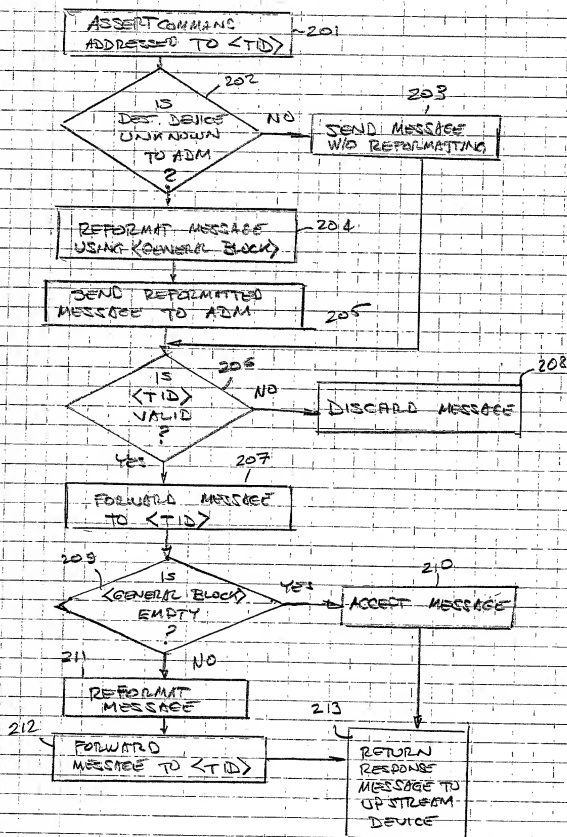 ASSERT COMMAND
ADDRESSED TO <TID>
201
202
IS
DEST. DEVICE
UNKNOWN
TO ADM
?
NO
203
SEND MESSAGE
W/O REFORMATTING
REFORMAT MESSAGE
USING <GENERAL BLOCK>
204
SEND REFORMATTED
MESSAGE TO ADM
205
206
IS
<TID>
VALID
?
NO
208
DISCARD MESSAGE
YES
207
FORWARD MESSAGE
TO <TID>
209
IS
<GENERAL BLOCK>
EMPTY
?
YES
210
ACCEPT MESSAGE
211
NO
REFORMAT
MESSAGE
212
FORWARD
MESSAGE TO <TID>
213
RETURN
RESPONSE
MESSAGE TO
UPSTREAM
DEVICE